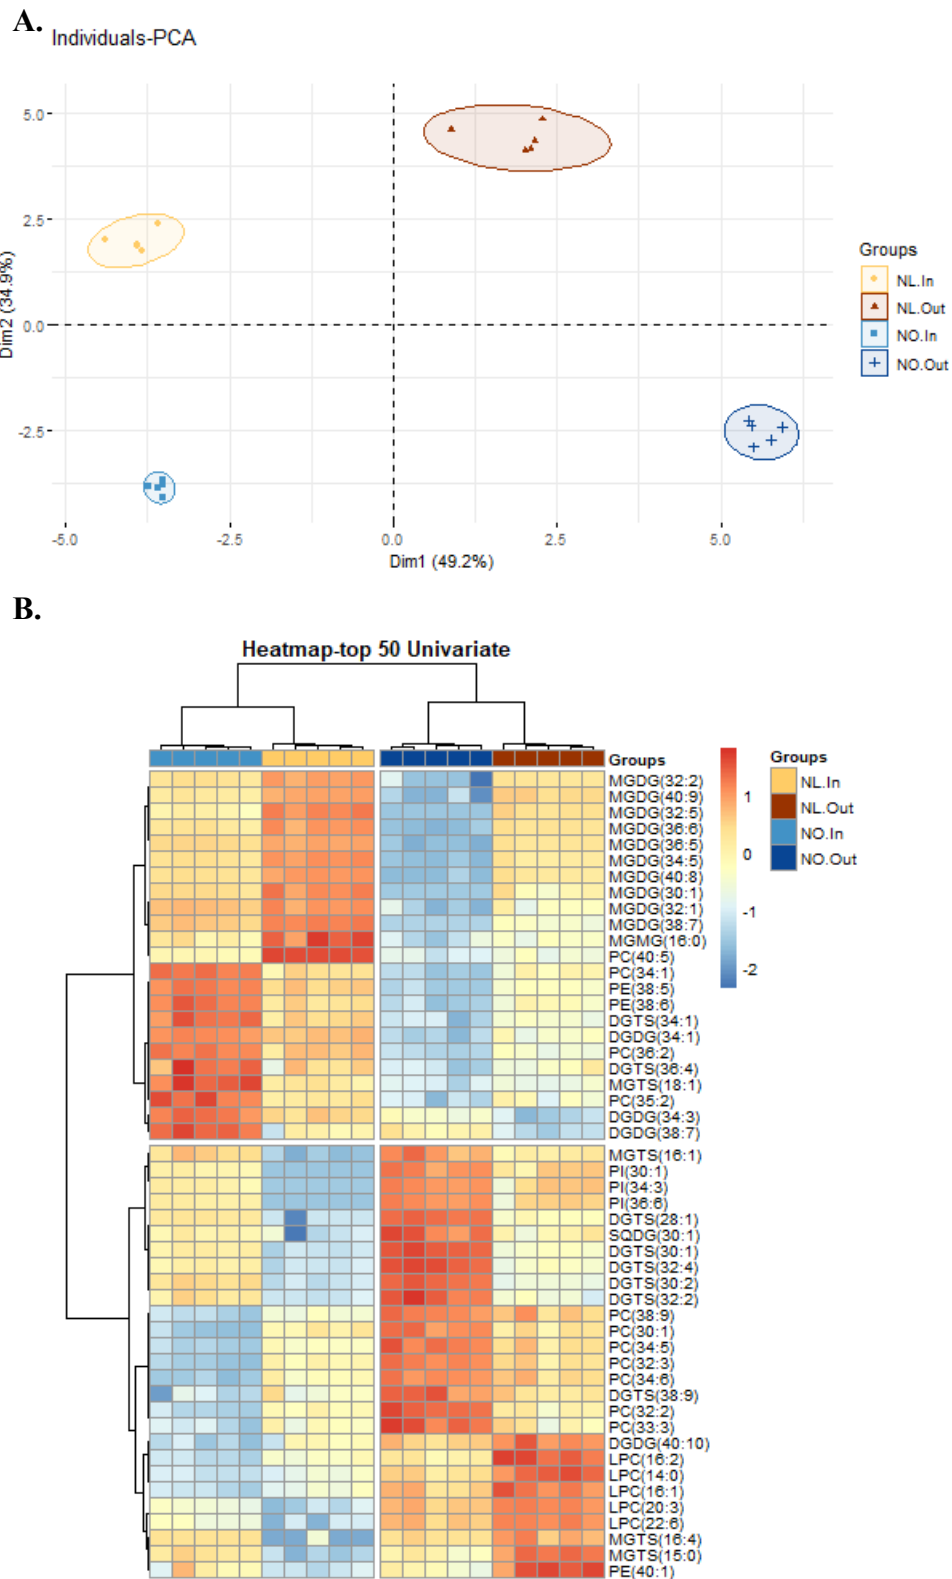 A.
Individuals-PCA
5.0
2.5
0.0
-2.5
Dim2 (34.9%)
-5.0
-2.5
0.0
2.5
5.0
Dim1 (49.2%)
Groups
NL.In
NL.Out
NO.In
NO.Out
B.
Heatmap-top 50 Univariate
Groups
MGDG(32:2)
MGDG(40:9)
MGDG(32:5)
MGDG(36:6)
MGDG(36:5)
MGDG(34:5)
MGDG(40:8)
MGDG(30:1)
MGDG(32:1)
MGDG(38:7)
MGMG(16:0)
PC(40:5)
PC(34:1)
PE(38:5)
PE(38:6)
DGTS(34:1)
DGDG(34:1)
PC(36:2)
DGTS(36:4)
MGTS(18:1)
PC(35:2)
DGDG(34:3)
DGDG(38:7)
MGTS(16:1)
PI(30:1)
PI(34:3)
PI(36:6)
DGTS(28:1)
SQDG(30:1)
DGTS(30:1)
DGTS(32:4)
DGTS(30:2)
DGTS(32:2)
PC(38:9)
PC(30:1)
PC(34:5)
PC(32:3)
PC(34:6)
DGTS(38:9)
PC(32:2)
PC(33:3)
DGDG(40:10)
LPC(16:2)
LPC(14:0)
LPC(16:1)
LPC(20:3)
LPC(22:6)
MGTS(16:4)
MGTS(15:0)
PE(40:1)
1
0
-1
-2
Groups
NL.In
NL.Out
NO.In
NO.Out